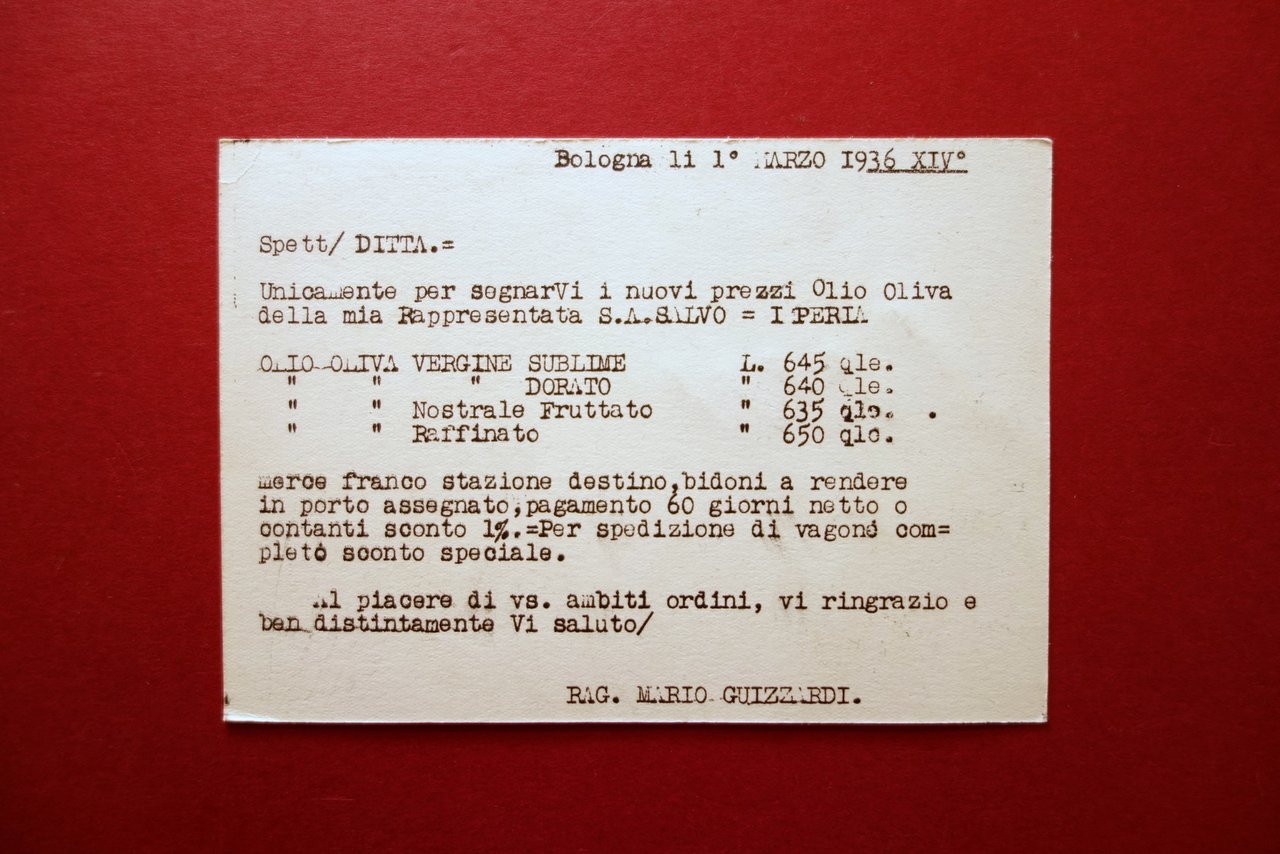 Bologna li 1° MARZO 1936 XIV°
Spett/ DITTA.=
Unicamente per segnarVi i nuovi prezzi Olio Oliva
della mia Rappresentata S.A.SALVO = IMPERIA
OLIO OLIVA VERGINE SUBLIME L. 645 qle.
" " " DORATO " 640 qle.
" " Nostrale Fruttato " 635 qle. .
" " Raffinato " 650 qle.
merce franco stazione destino,bidoni a rendere
in porto assegnato,pagamento 60 giorni netto o
contanti sconto 1%.=Per spedizione di vagone com=
pleto sconto speciale.
Al piacere di vs. ambiti ordini, vi ringrazio e
ben distintamente Vi saluto/
RAG. MARIO GUIZZARDI.